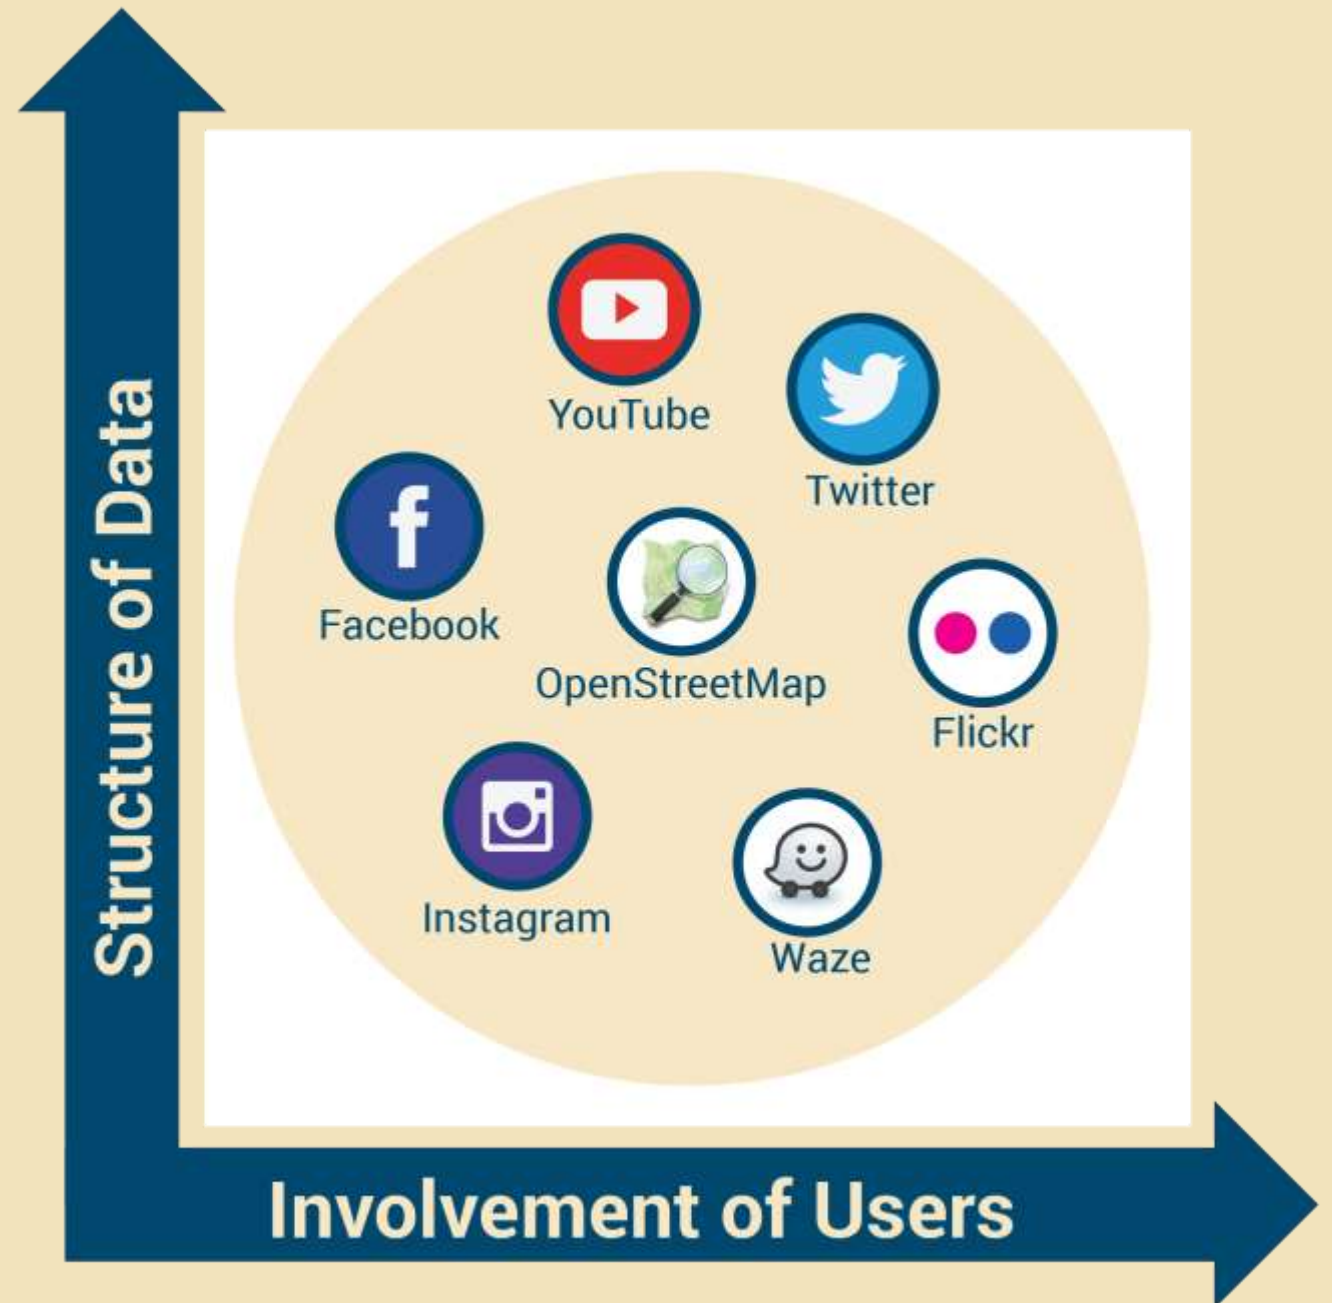 Structure of Data
YouTube
Twitter
Facebook
OpenStreetMap
Flickr
Instagram
Waze
Involvement of Users